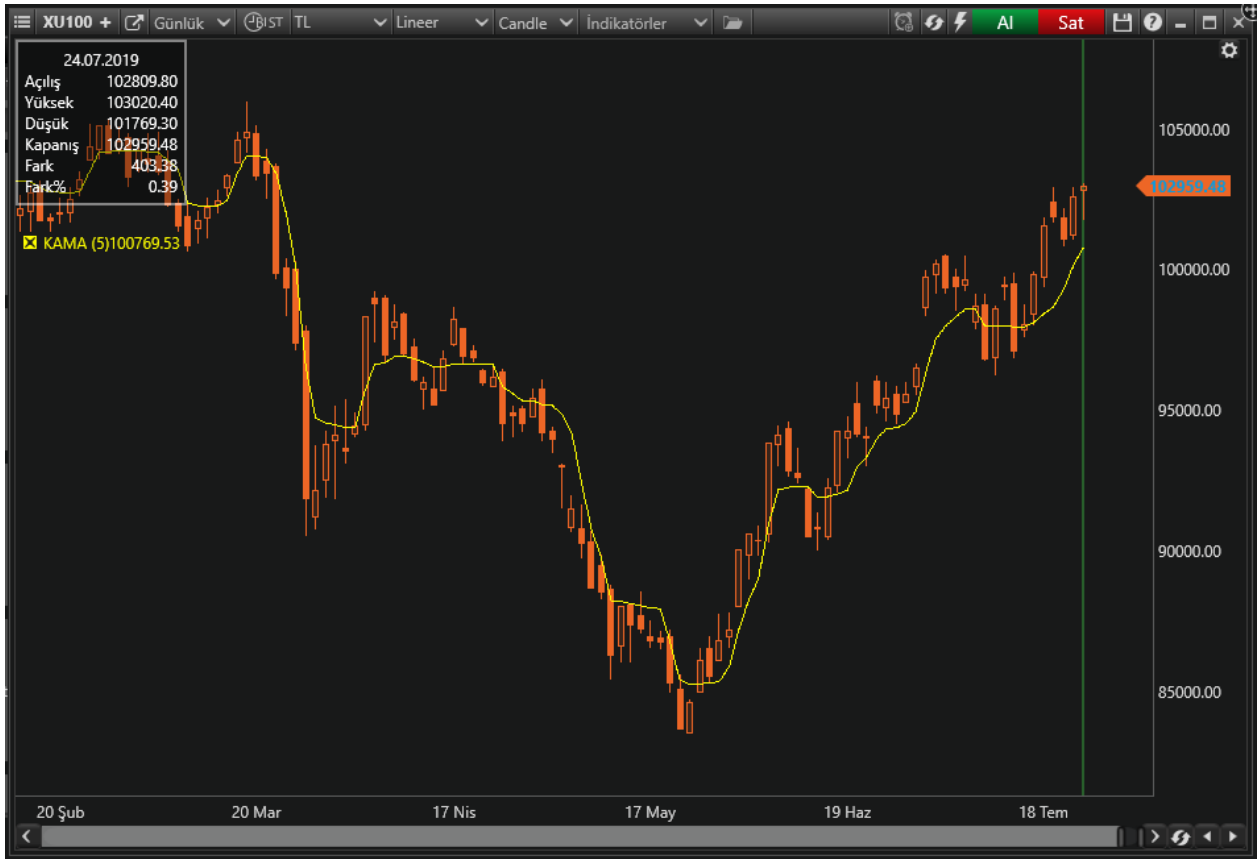 XU100 + Günlük BIST TL Lineer Candle İndikatörler Al Sat
24.07.2019
Açılış 102809.80
Yüksek 103020.40
Düşük 101769.30
Kapanış 102959.48
Fark 403.38
Fark% 0.39
KAMA (5)100769.53
105000.00
102959.48
100000.00
95000.00
90000.00
85000.00
20 Şub 20 Mar 17 Nis 17 May 19 Haz 18 Tem